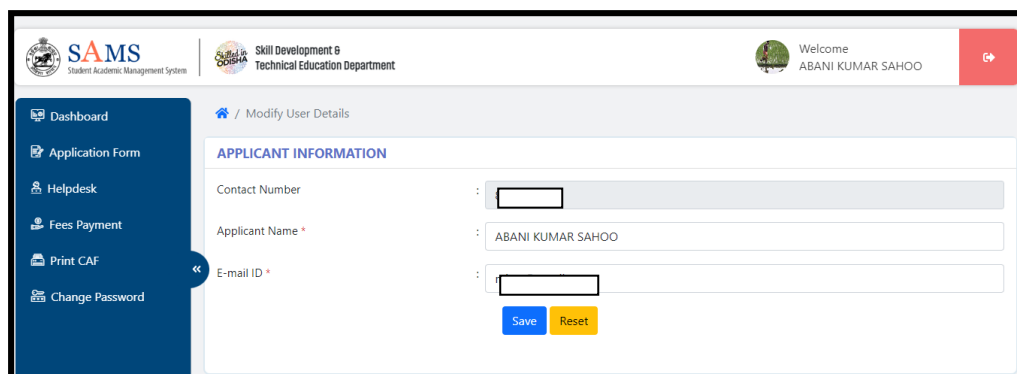 SAMS
Student Academic Management System
Skilled in
ODISHA
Skill Development &
Technical Education Department
Welcome
ABANI KUMAR SAHOO
Dashboard
Application Form
Helpdesk
Fees Payment
Print CAF
Change Password
/ Modify User Details
APPLICANT INFORMATION
Contact Number :
Applicant Name * : ABANI KUMAR SAHOO
E-mail ID * :
Save Reset